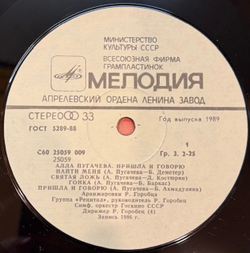 МИНИСТЕРСТВО
КУЛЬТУРЫ СССР
ВСЕСОЮЗНАЯ ФИРМА
ГРАМПЛАСТИНОК
МЕЛОДИЯ
АПРЕЛЕВСКИЙ ОРДЕНА ЛЕНИНА ЗАВОД
СТЕРЕО 33
Год выпуска 1989
ГОСТ 5289-88
1
С60 25059 009
Гр. 3, 2-25
25059
АЛЛА ПУГАЧЕВА. ПРИШЛА И ГОВОРЮ
НАЙТИ МЕНЯ (А. Пугачева—Б. Дементер)
СВЯТАЯ ЛОЖЬ (А. Пугачева—Д. Костюрин)
ГОНКА (А. Пугачева—В. Баркас)
ПРИШЛА И ГОВОРЮ (А. Пугачева—Б. Ахмадулина)
Аранжировки Р. Горобца
Группа «Рецитал», руководитель Р. Горобец
Симф. оркестр Госкино СССР
Дирижер Р. Горобец (4)
Запись 1986 г.